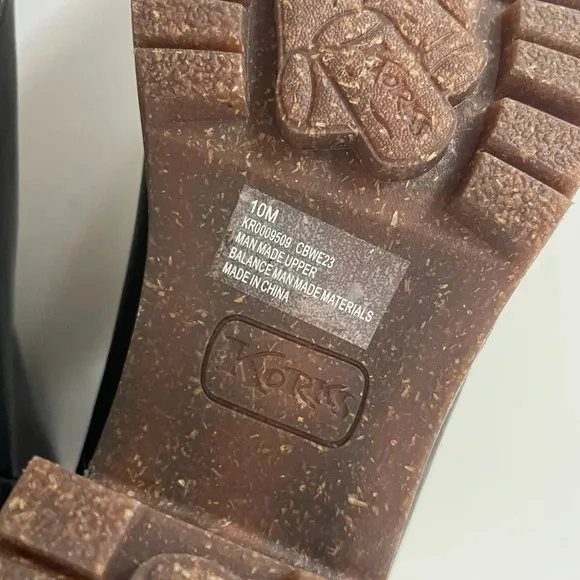 KORKS
10M
KR0009509 CBWE23
MAN MADE UPPER
BALANCE MAN MADE MATERIALS
MADE IN CHINA
KORKS